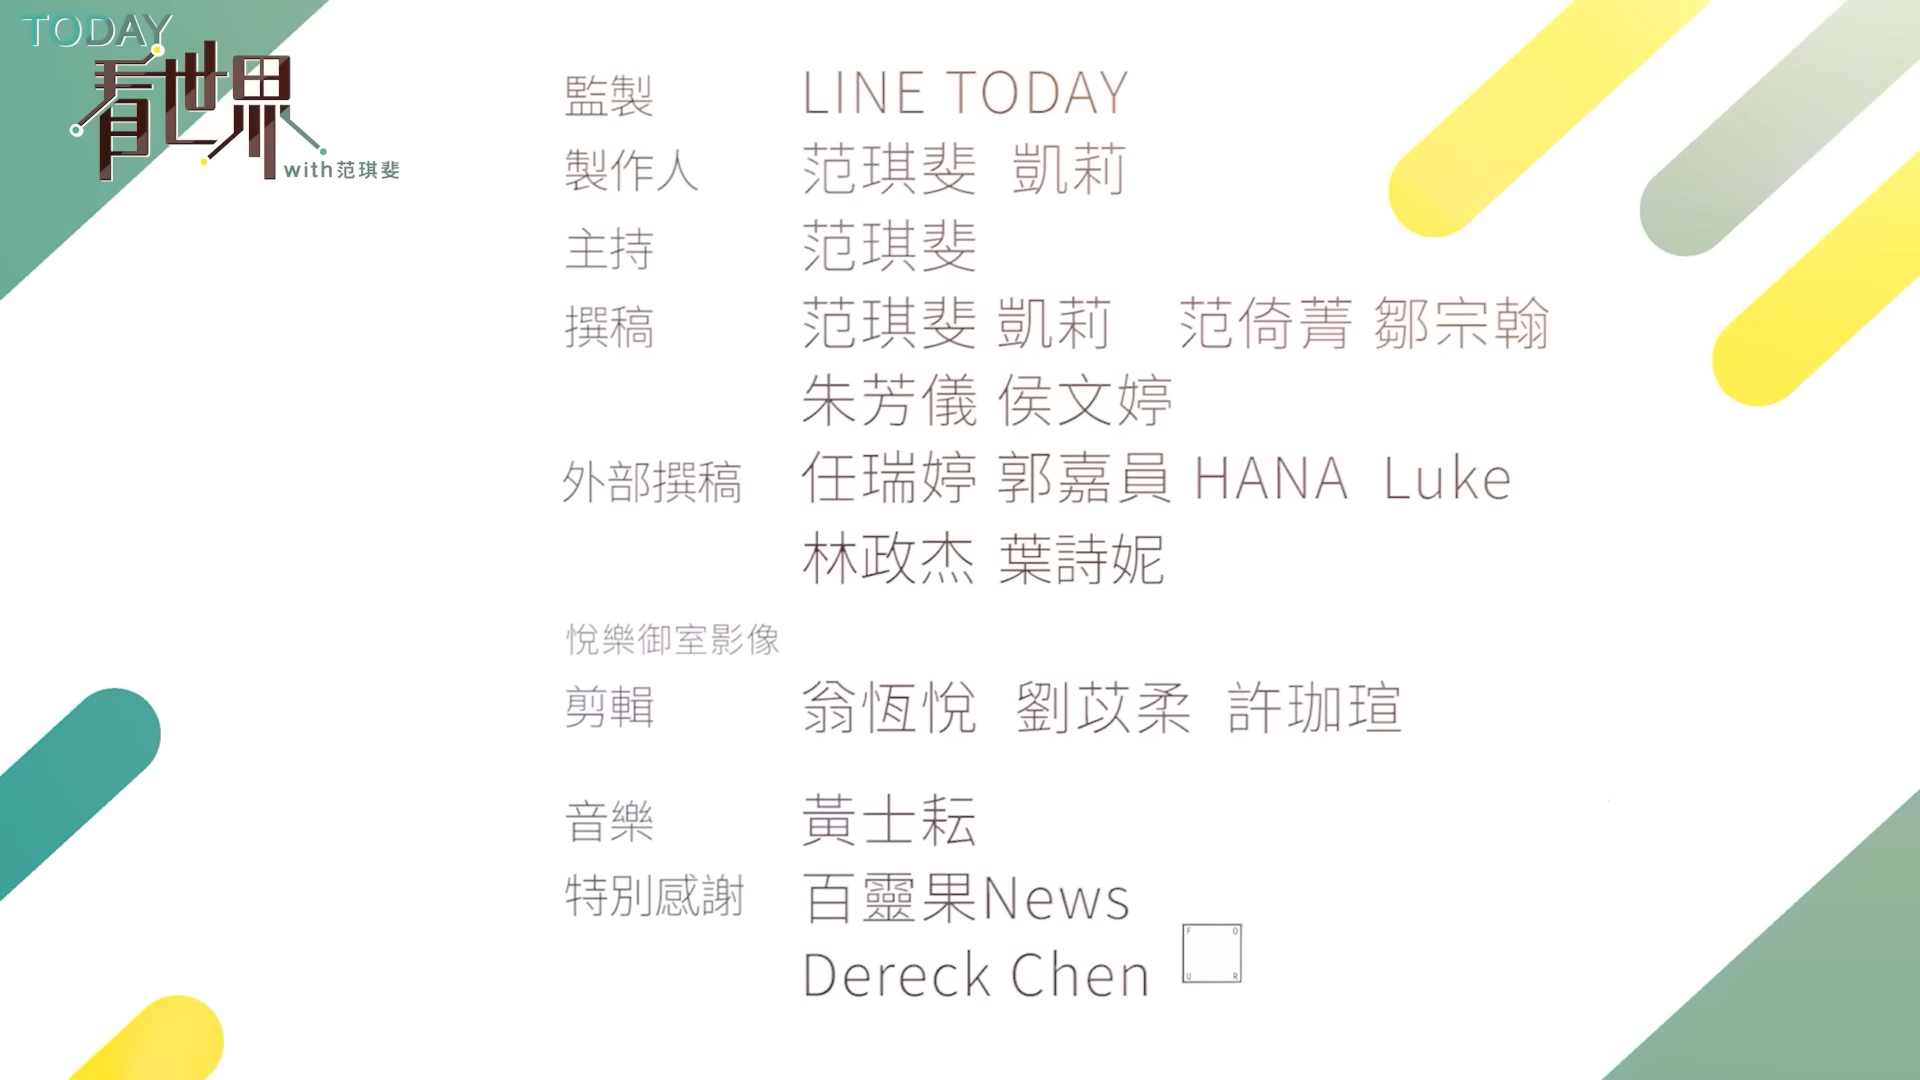 TODAY
看世界
with范琪斐
監製 LINE TODAY
製作人 范琪斐 凱莉
主持 范琪斐
撰稿 范琪斐 凱莉 范倚菁 鄒宗翰
朱芳儀 侯文婷
外部撰稿 任瑞婷 郭嘉員 HANA Luke
林政杰 葉詩妮
悅樂御室影像
剪輯 翁恆悅 劉苡柔 許珈瑄
音樂 黃士耘
特別感謝 百靈果News
Dereck Chen
F O
U R